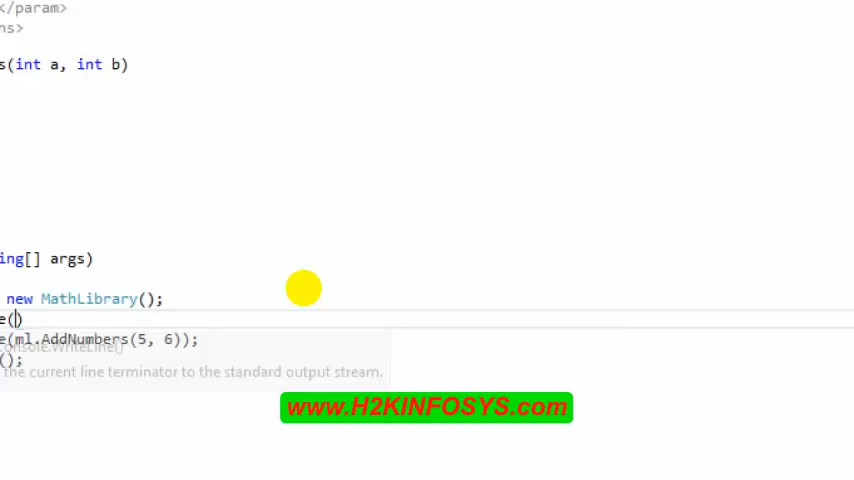 </param>
ns>
s(int a, int b)
ing[] args)
new MathLibrary();
e()
e(ml.AddNumbers(5, 6));
Console.WriteLine()
();
the current line terminator to the standard output stream.
www.H2KINFOSYS.com